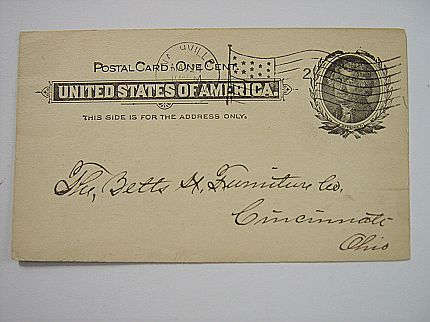 POSTAL CARD - ONE CENT.
UNITED STATES OF AMERICA.
THIS SIDE IS FOR THE ADDRESS ONLY.
The, Betts St. Furniture Co,
Cincinnati
Ohio